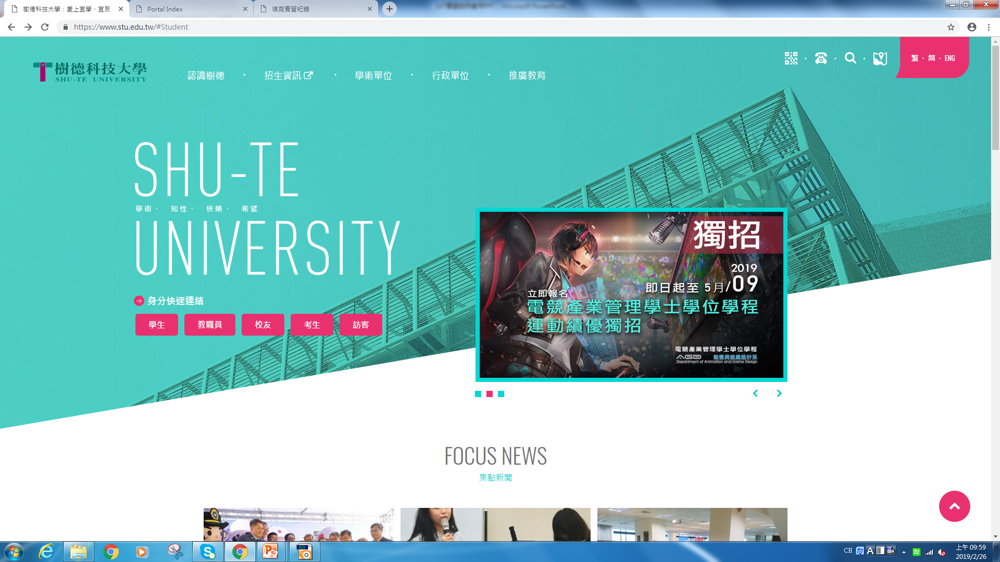 樹德科技大學：愛上宜學、宜居
Portal Index
填寫實習紀錄
https://www.stu.edu.tw/#Student
樹德科技大學
SHU-TE UNIVERSITY
認識樹德
招生資訊
學術單位
行政單位
推廣教育
繁 · 简 · ENG
SHU-TE
學術、 知性、 快樂、 希望
UNIVERSITY
身分快速連結
學生
教職員
校友
考生
訪客
獨招
2019
即日起至 5月/09
立即報名
電競產業管理學士學位學程
運動績優獨招
電競產業管理學士學位學程
AGD 動畫與遊戲設計系
Department of Animation and Game Design
FOCUS NEWS
焦點新聞
CH
上午 09:59
2019/2/26